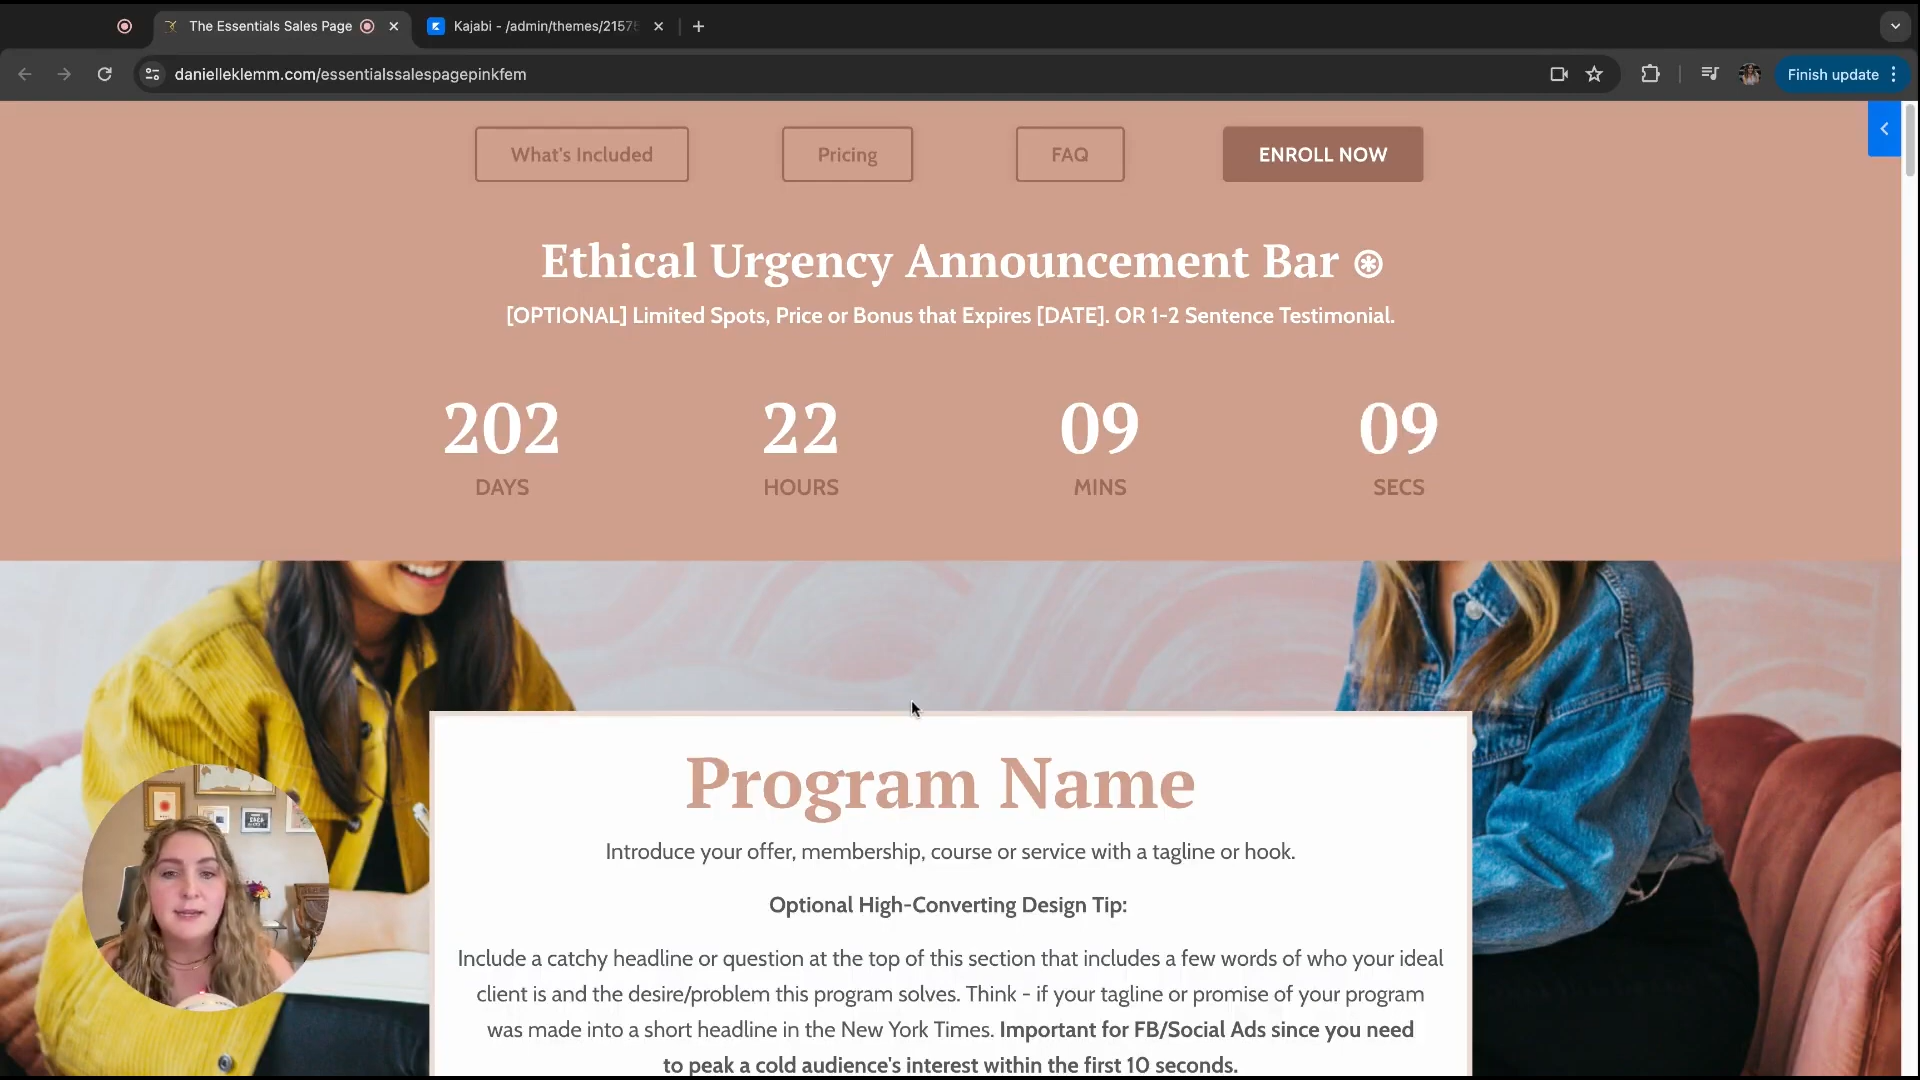 The Essentials Sales Page
Kajabi - /admin/themes/2157
danielleklemm.com/essentialssalespagepinkfem
Finish update
What's Included
Pricing
FAQ
ENROLL NOW
Ethical Urgency Announcement Bar
[OPTIONAL] Limited Spots, Price or Bonus that Expires [DATE]. OR 1-2 Sentence Testimonial.
202
22
09
09
DAYS
HOURS
MINS
SECS
Program Name
Introduce your offer, membership, course or service with a tagline or hook.
Optional High-Converting Design Tip:
Include a catchy headline or question at the top of this section that includes a few words of who your ideal
client is and the desire/problem this program solves. Think - if your tagline or promise of your program
was made into a short headline in the New York Times. Important for FB/Social Ads since you need
to peak a cold audience's interest within the first 10 seconds.